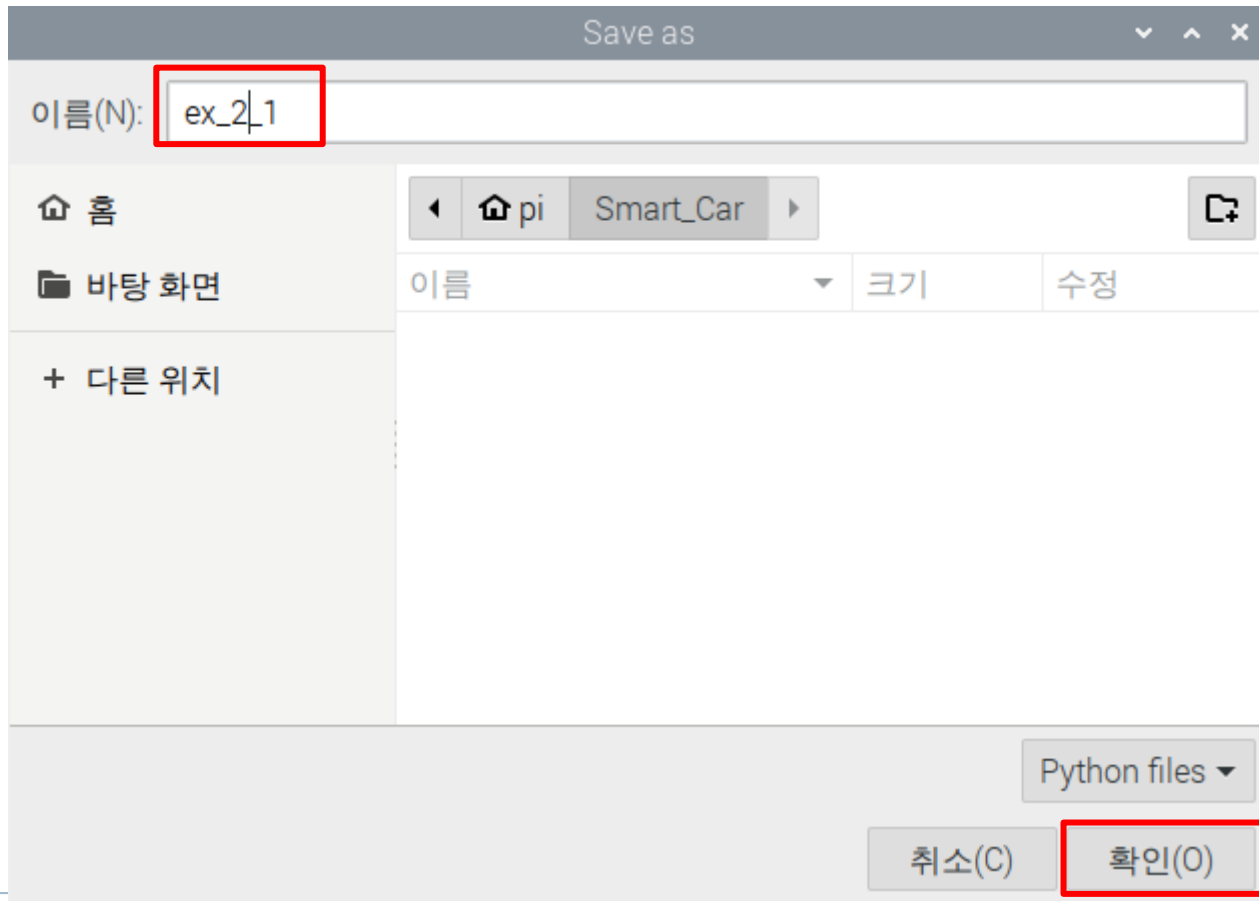 Save as
이름(N): ex_2_1
홈
pi Smart_Car
바탕 화면
이름 크기 수정
다른 위치
Python files
취소(C) 확인(O)